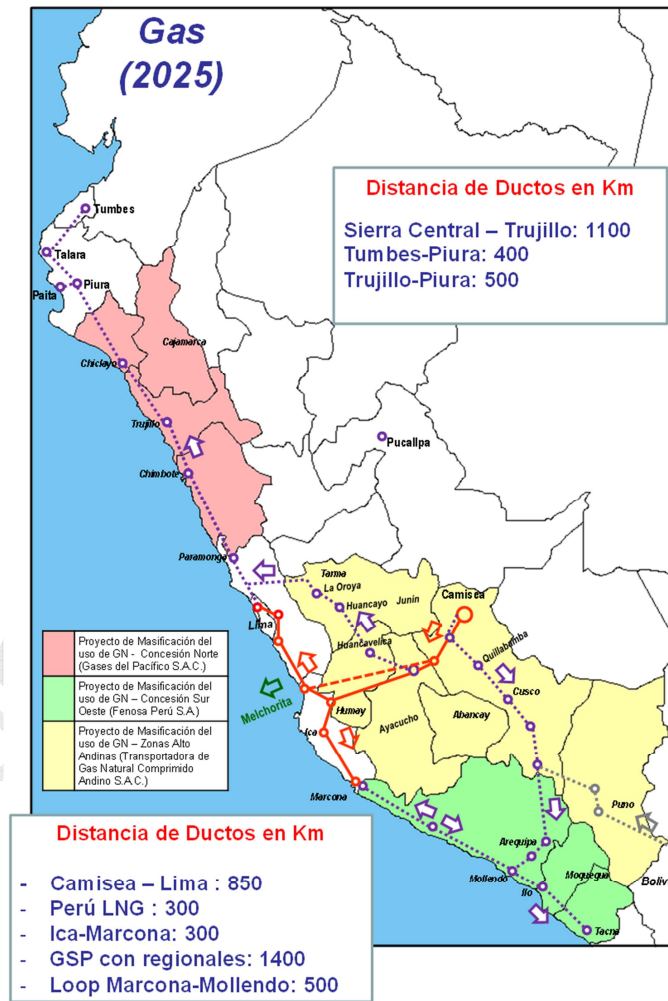 Gas
(2025)
Distancia de Ductos en Km
Sierra Central – Trujillo: 1100
Tumbes-Piura: 400
Trujillo-Piura: 500
Tumbes
Talara
Paita
Piura
Cajamarca
Chiclayo
Trujillo
Chimbote
Pucallpa
Paramonga
Tarma
La Oroya
Huancayo
Junín
Camisea
Lima
Huancavelica
Quillabamba
Cusco
Melchorita
Humay
Ayacucho
Abancay
Ica
Marcona
Puno
Arequipa
Mollendo
Moquegua
Ilo
Boliv
Tacna
Proyecto de Masificación del
uso de GN - Concesión Norte
(Gases del Pacífico S.A.C.)
Proyecto de Masificación del
uso de GN – Concesión Sur
Oeste (Fenosa Perú S.A.)
Proyecto de Masificación del
uso de GN – Zonas Alto
Andinas (Transportadora de
Gas Natural Comprimido
Andino S.A.C.)
Distancia de Ductos en Km
- Camisea – Lima : 850
- Perú LNG : 300
- Ica-Marcona: 300
- GSP con regionales: 1400
- Loop Marcona-Mollendo: 500